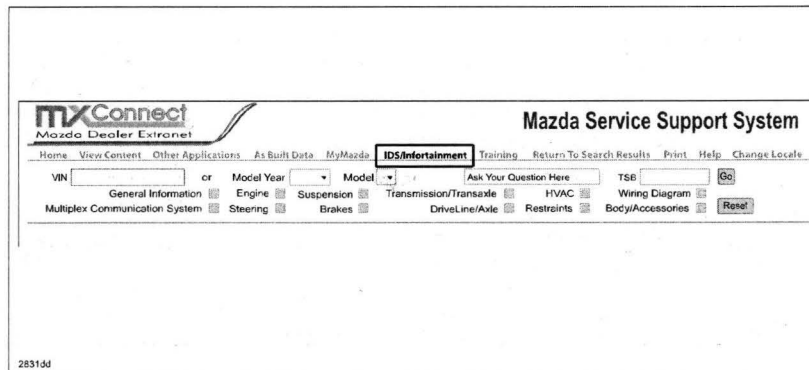 mXConnect
Mazda Dealer Extranet
Mazda Service Support System
Home View Content Other Applications As Built Data MyMazda IDS/Infortainment Training Return To Search Results Print Help Change Locale
VIN or Model Year Model Ask Your Question Here TSB Go
General Information Engine Suspension Transmission/Transaxle HVAC Wiring Diagram
Multiplex Communication System Steering Brakes DriveLine/Axle Restraints Body/Accessories Reset
2831dd